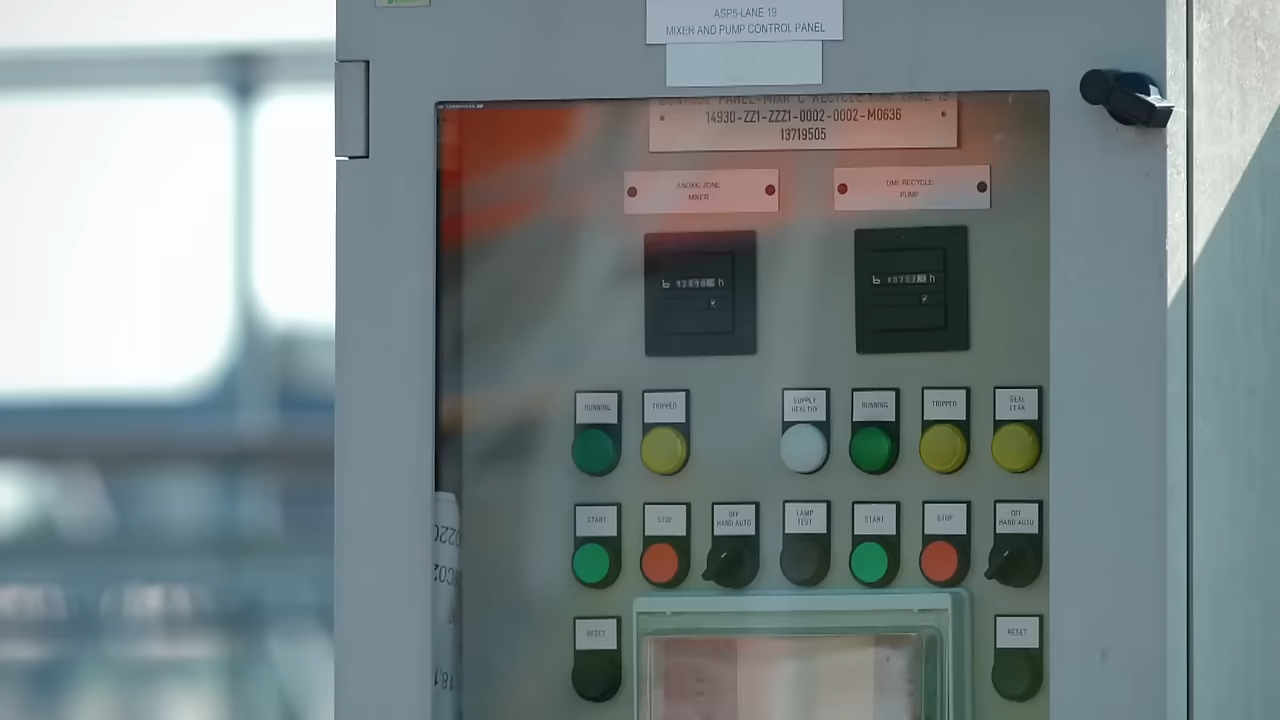 ASP5-LANE 19
MIXER AND PUMP CONTROL PANEL
14930-ZZ1-ZZZ1-0002-0002-M0636
13719505
ANOXIC ZONE
MIXER
RECYCLE
PUMP
h
h
RUNNING
TRIPPED
SUPPLY
HEALTHY
RUNNING
TRIPPED
SEAL
LEAK
START
STOP
OFF
HAND AUTO
LAMP
TEST
START
STOP
OFF
HAND AUTO
RESET
RESET